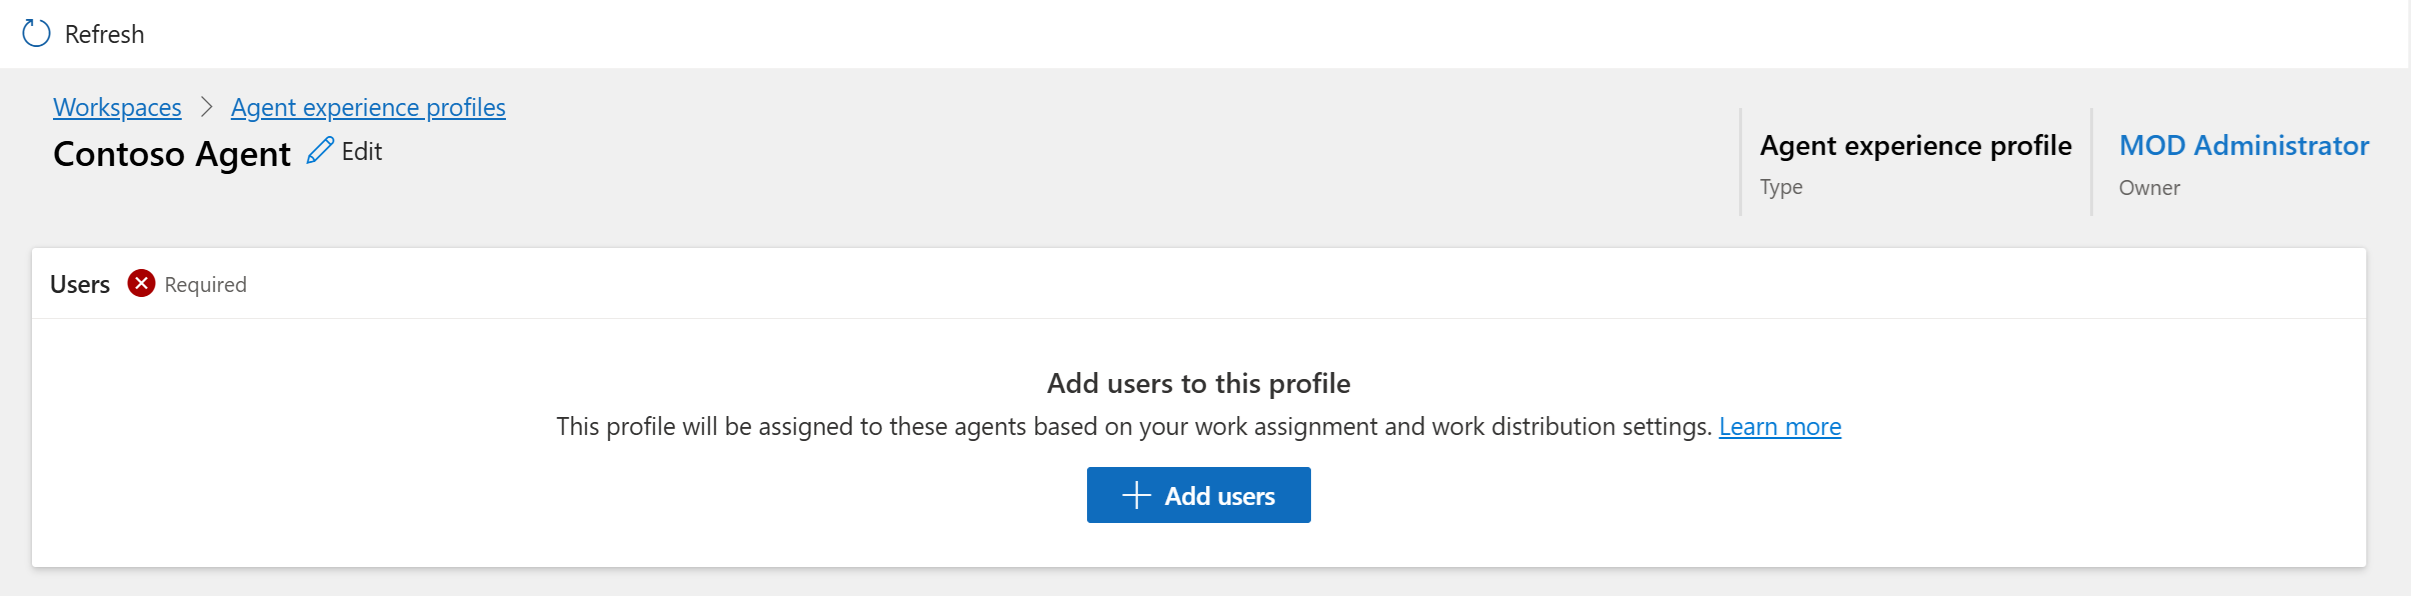 Refresh
Workspaces > Agent experience profiles
Contoso Agent Edit
Agent experience profile
Type
MOD Administrator
Owner
Users Required
Add users to this profile
This profile will be assigned to these agents based on your work assignment and work distribution settings. Learn more
+ Add users